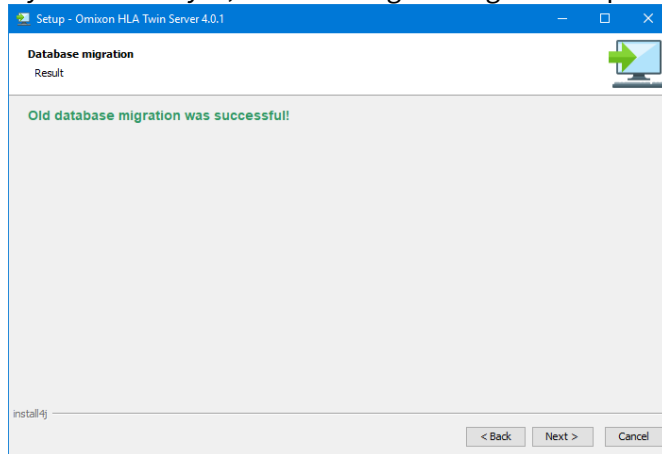 Setup - Omixon HLA Twin Server 4.0.1
Database migration
Result
Old database migration was successful!
install4j
< Back Next > Cancel